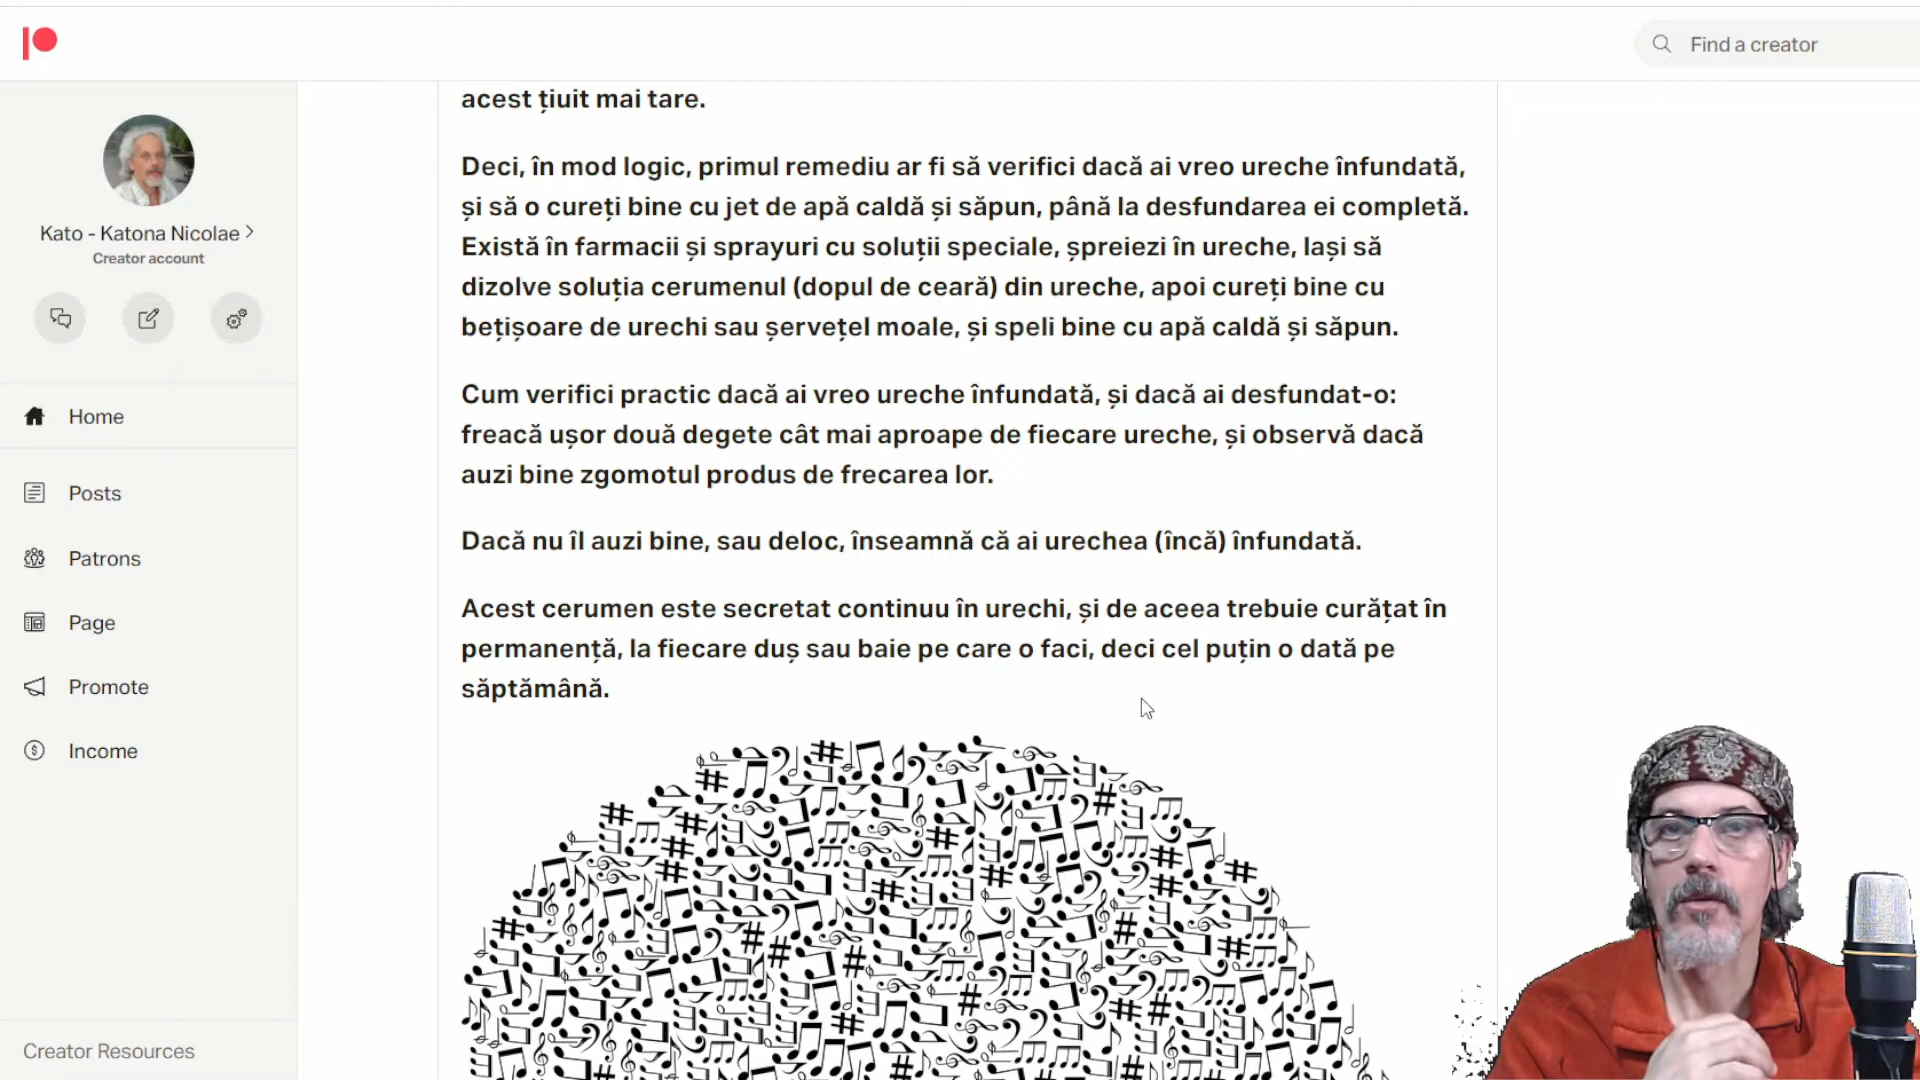 Find a creator
Kato - Katona Nicolae
Creator account
Home
Posts
Patrons
Page
Promote
Income
Creator Resources
acest țiuit mai tare.
Deci, în mod logic, primul remediu ar fi să verifici dacă ai vreo ureche înfundată,
și să o cureți bine cu jet de apă caldă și săpun, până la desfundarea ei completă.
Există în farmacii și sprayuri cu soluții speciale, șpreiezi în ureche, lași să
dizolve soluția cerumenul (dopul de ceară) din ureche, apoi cureți bine cu
bețișoare de urechi sau șervețel moale, și speli bine cu apă caldă și săpun.
Cum verifici practic dacă ai vreo ureche înfundată, și dacă ai desfundat-o:
freacă ușor două degete cât mai aproape de fiecare ureche, și observă dacă
auzi bine zgomotul produs de frecarea lor.
Dacă nu îl auzi bine, sau deloc, înseamnă că ai urechea (încă) înfundată.
Acest cerumen este secretat continuu în urechi, și de aceea trebuie curățat în
permanență, la fiecare duș sau baie pe care o faci, deci cel puțin o dată pe
săptămână.